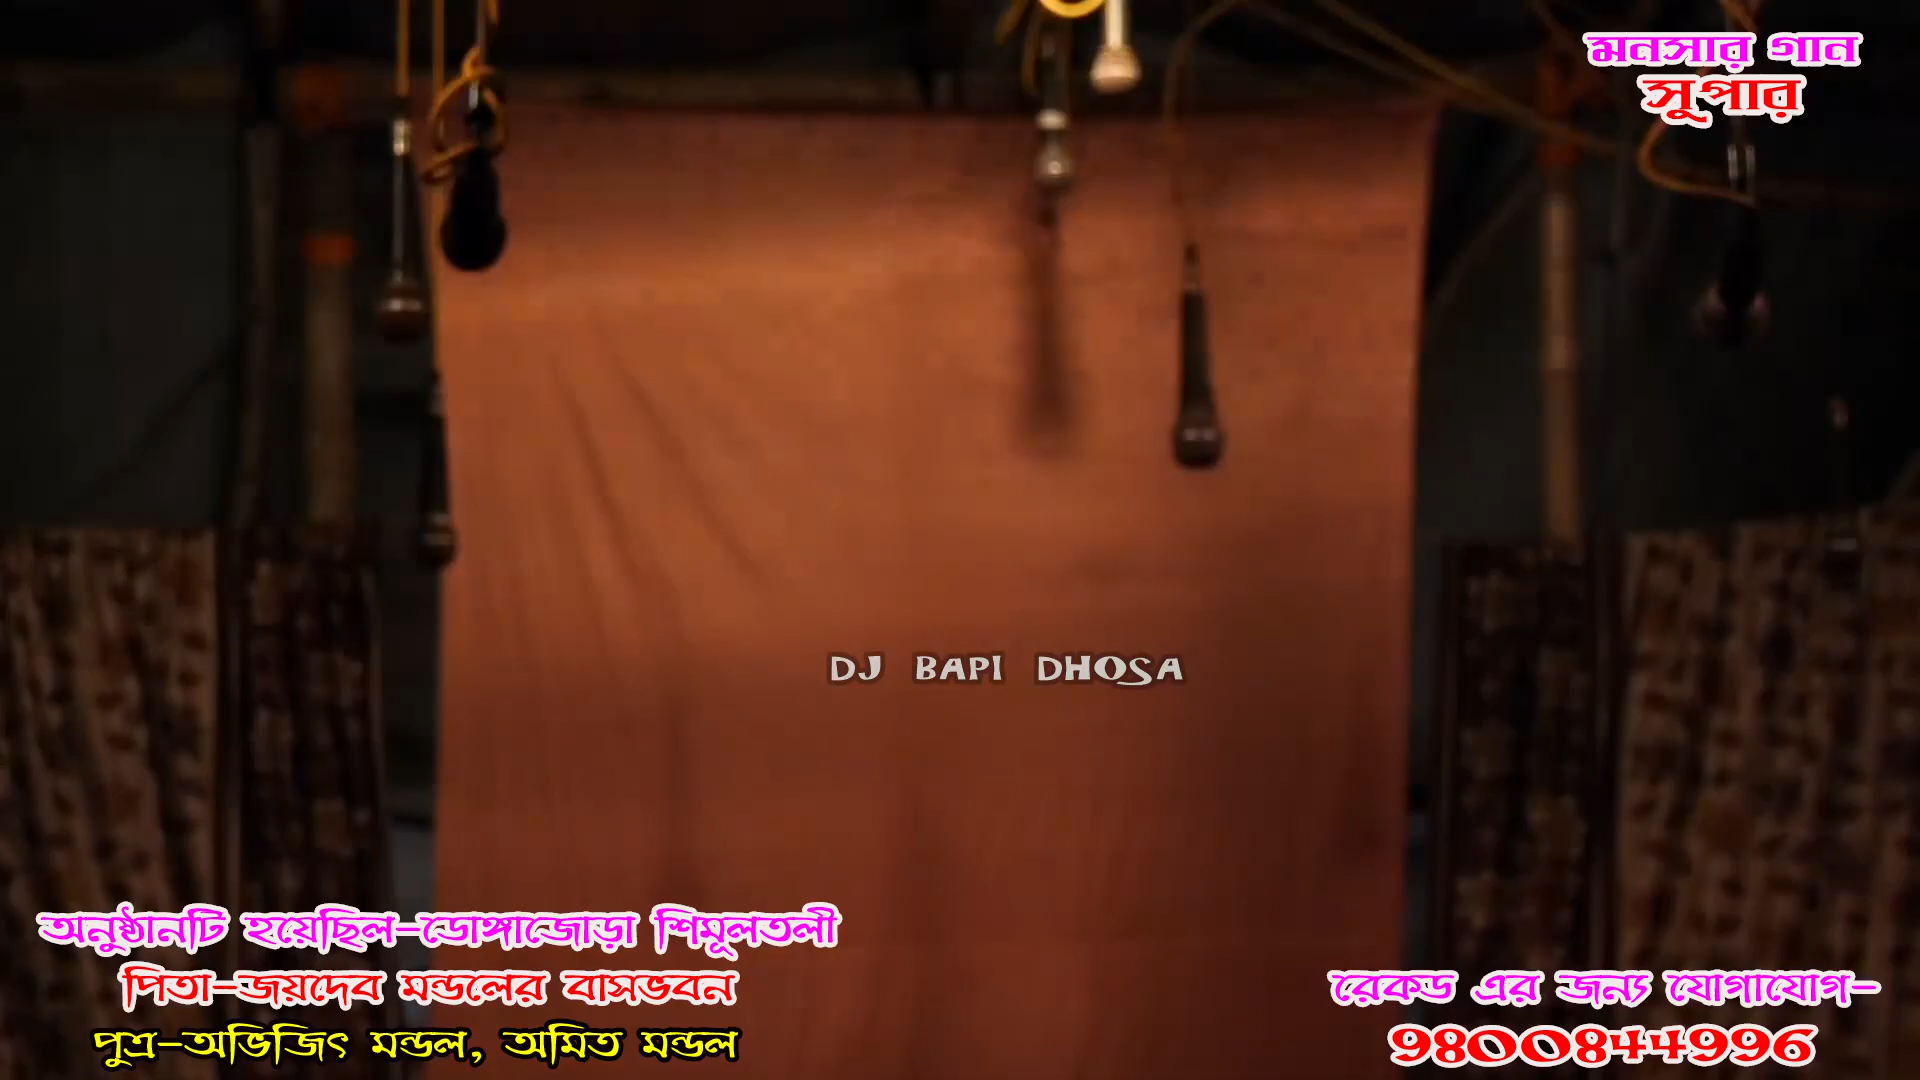 মনসার গান
সুপার
DJ BAPI DHOSA
অনুষ্ঠানটি হয়েছিল-ডোঙ্গাজোড়া শিমূলতলী
পিতা-জয়দেব মন্ডলের বাসভবন
পুত্র-অভিজিৎ মন্ডল, অমিত মন্ডল
রেকড এর জন্য যোগাযোগ-
9800844996